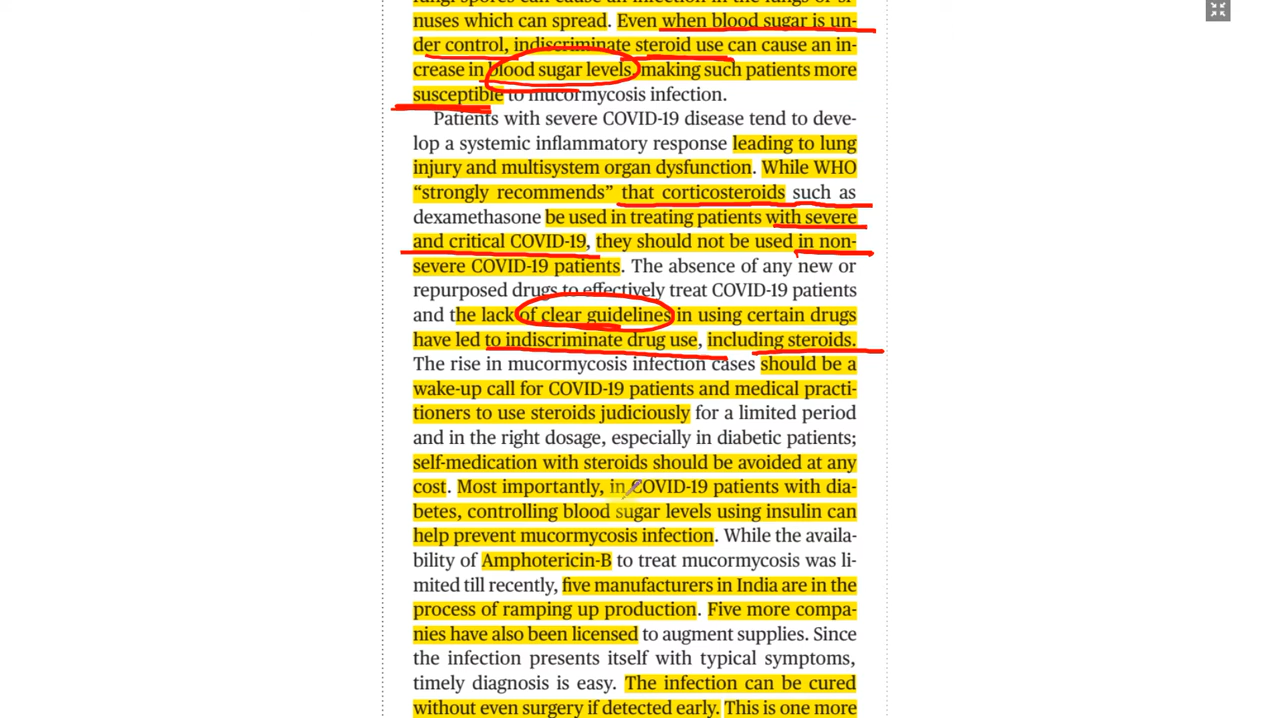 fungi. spores can cause an infection in the lungs or si-
nuses which can spread. Even when blood sugar is un-
der control, indiscriminate steroid use can cause an in-
crease in blood sugar levels, making such patients more
susceptible to mucormycosis infection.
Patients with severe COVID-19 disease tend to deve-
lop a systemic inflammatory response leading to lung
injury and multisystem organ dysfunction. While WHO
“strongly recommends” that corticosteroids such as
dexamethasone be used in treating patients with severe
and critical COVID-19, they should not be used in non-
severe COVID-19 patients. The absence of any new or
repurposed drugs to effectively treat COVID-19 patients
and the lack of clear guidelines in using certain drugs
have led to indiscriminate drug use, including steroids.
The rise in mucormycosis infection cases should be a
wake-up call for COVID-19 patients and medical practi-
tioners to use steroids judiciously for a limited period
and in the right dosage, especially in diabetic patients;
self-medication with steroids should be avoided at any
cost. Most importantly, in COVID-19 patients with dia-
betes, controlling blood sugar levels using insulin can
help prevent mucormycosis infection. While the availa-
bility of Amphotericin-B to treat mucormycosis was li-
mited till recently, five manufacturers in India are in the
process of ramping up production. Five more compa-
nies have also been licensed to augment supplies. Since
the infection presents itself with typical symptoms,
timely diagnosis is easy. The infection can be cured
without even surgery if detected early. This is one more